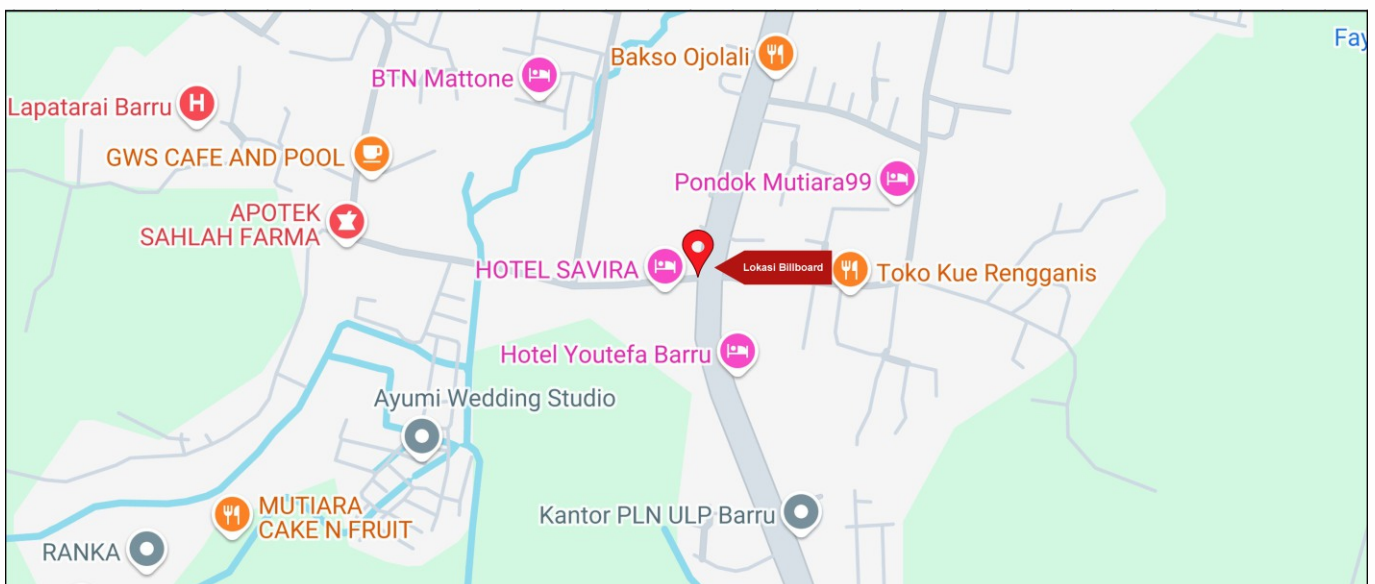 Fay
Bakso Ojolali
BTN Mattone
Lapatarai Barru
H
GWS CAFE AND POOL
Pondok Mutiara99
APOTEK
SAHLAH FARMA
HOTEL SAVIRA
Lokasi Billboard
Toko Kue Rengganis
Hotel Youtefa Barru
Ayumi Wedding Studio
MUTIARA
CAKE N FRUIT
Kantor PLN ULP Barru
RANKA